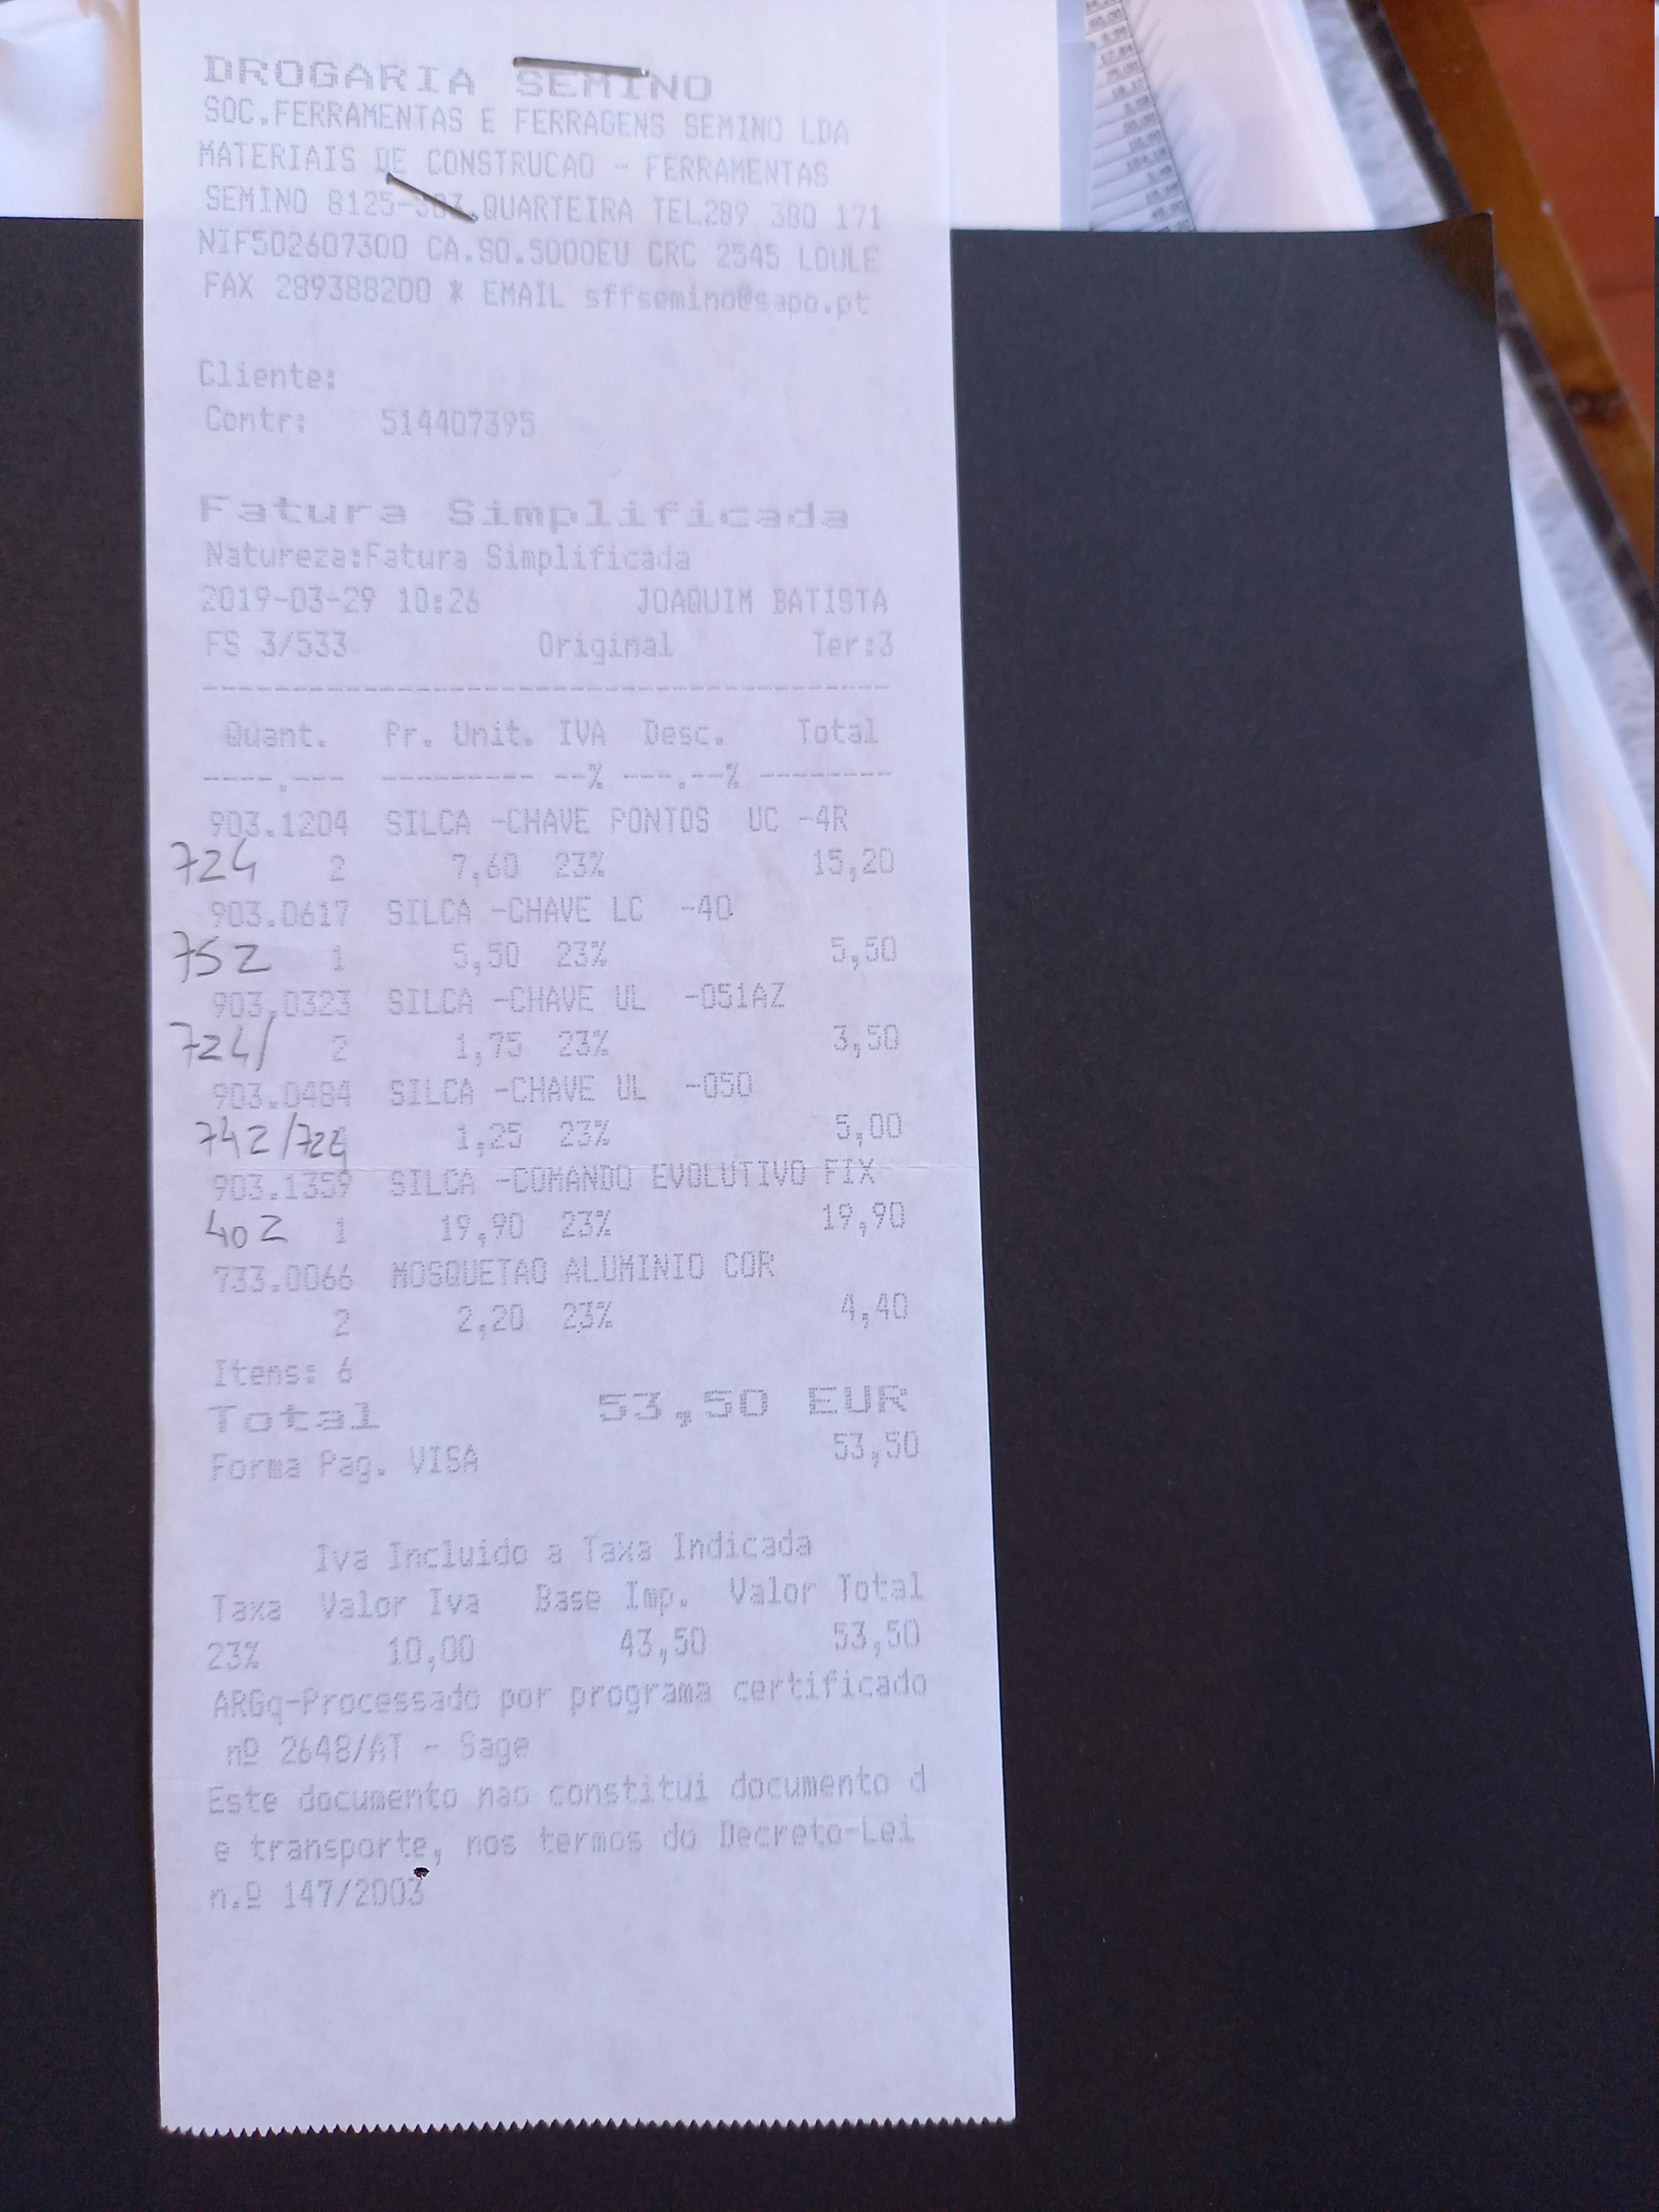 DROGARIA SEMINO
SOC.FERRAMENTAS E FERRAGENS SEMINO LDA
MATERIAIS DE CONSTRUCAO - FERRAMENTAS
SEMINO 8125-303.QUARTEIRA TEL289 380 171
NIF502607300 CA.SO.5000EU CRC 2545 LOULE
FAX 289388200 * EMAIL sffsemino@sapo.pt
Cliente:
Contr: 514407395
Fatura Simplificada
Natureza:Fatura Simplificada
2019-03-29 10:26 JOAQUIM BATISTA
FS 3/533 Original Ter:3
----------------------------------------
Quant. Pr. Unit. IVA Desc. Total
----.--- --------- --% ---.--% --------
903.1204 SILCA -CHAVE PONTOS UC -4R
724 2 7,60 23% 15,20
903.0617 SILCA -CHAVE LC -40
752 1 5,50 23% 5,50
903.0323 SILCA -CHAVE UL -051AZ
724/ 2 1,75 23% 3,50
903.0484 SILCA -CHAVE UL -050
742/724 1,25 23% 5,00
903.1359 SILCA -COMANDO EVOLUTIVO FIX
402 1 19,90 23% 19,90
733.0066 MOSQUETAO ALUMINIO COR
2 2,20 23% 4,40
Itens: 6
Total 53,50 EUR
Forma Pag. VISA 53,50
Iva Incluido a Taxa Indicada
Taxa Valor Iva Base Imp. Valor Total
23% 10,00 43,50 53,50
ARGq-Processado por programa certificado
nº 2648/AT - Sage
Este documento nao constitui documento d
e transporte, nos termos do Decreto-Lei
n.º 147/2003